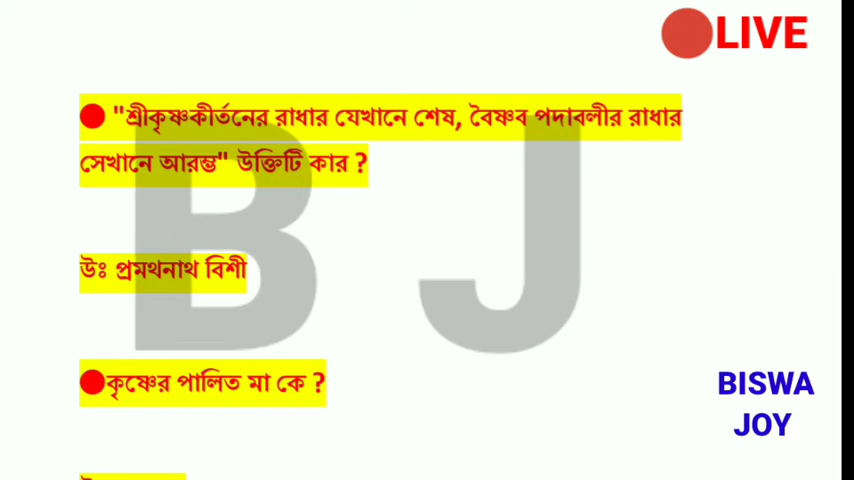 LIVE
"শ্রীকৃষ্ণকীর্তনের রাধার যেখানে শেষ, বৈষ্ণব পদাবলীর রাধার
সেখানে আরম্ভ" উক্তিটি কার ?
উঃ প্রমথনাথ বিশী
B J
কৃষ্ণের পালিত মা কে ?
BISWA
JOY